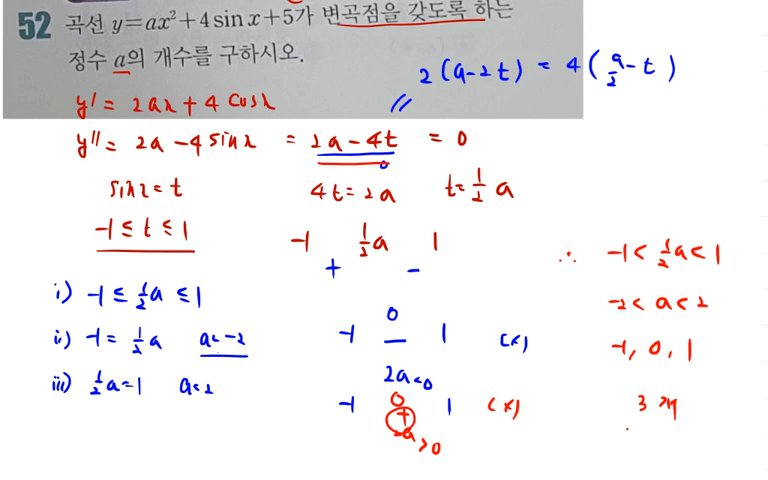 52 곡선 y=ax²+4sinx+5가 변곡점을 갖도록 하는
정수 a의 개수를 구하시오.
2(a-2t) = 4(a/2-t)
y' = 2ax+4cosx
y'' = 2a-4sinx = 2a-4t = 0
sinx=t 4t=2a t=1/2 a
-1≤t≤1
-1 1/2a 1
+ -
∴ -1<1/2a<1
i) -1≤1/2a≤1
-2<a<2
ii) -1=1/2a a=-2
-1 0 1 (x)
-
2a<0
-1, 0, 1
iii) 1/2a=1 a=2
-1 0 1 (x)
+
2a>0
3개